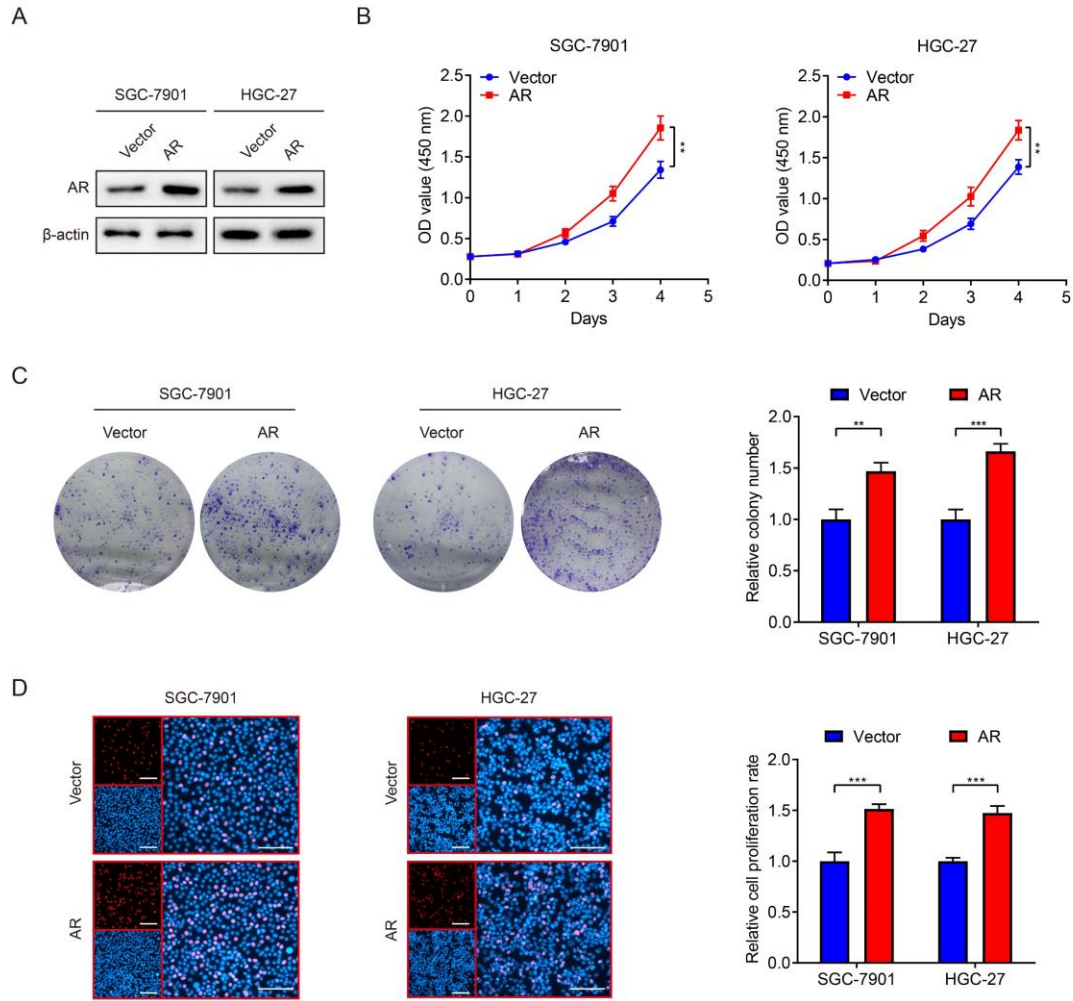 A
SGC-7901 HGC-27
Vector AR Vector AR
AR
β-actin
B
SGC-7901
Vector
AR
OD value (450 nm)
2.5
2.0
1.5
1.0
0.5
0.0
**
0 1 2 3 4 5
Days
HGC-27
Vector
AR
OD value (450 nm)
2.5
2.0
1.5
1.0
0.5
0.0
**
0 1 2 3 4 5
Days
C
SGC-7901 HGC-27
Vector AR Vector AR
Vector AR
Relative colony number
2.0
1.5
1.0
0.5
0.0
** ***
SGC-7901 HGC-27
D
SGC-7901 HGC-27
Vector Vector
AR AR
Vector AR
Relative cell proliferation rate
2.0
1.5
1.0
0.5
0.0
*** ***
SGC-7901 HGC-27